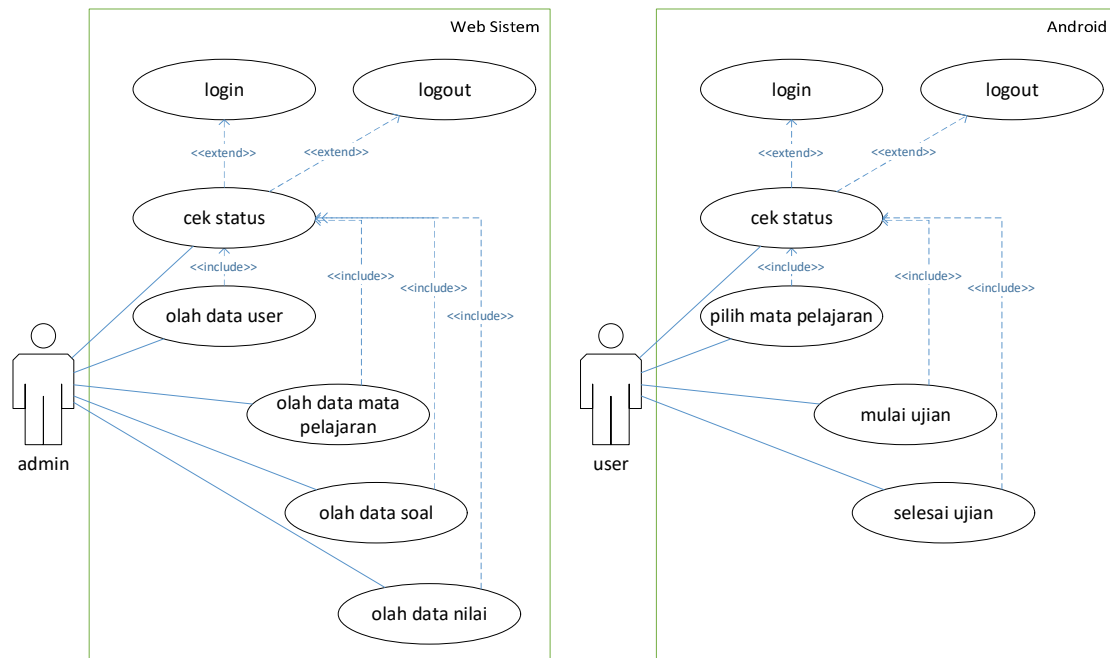 Web Sistem
login
logout
<<extend>>
<<extend>>
cek status
<<include>>
<<include>>
<<include>>
<<include>>
olah data user
olah data mata
pelajaran
admin
olah data soal
olah data nilai
Android
login
logout
<<extend>>
<<extend>>
cek status
<<include>>
<<include>>
<<include>>
pilih mata pelajaran
mulai ujian
user
selesai ujian